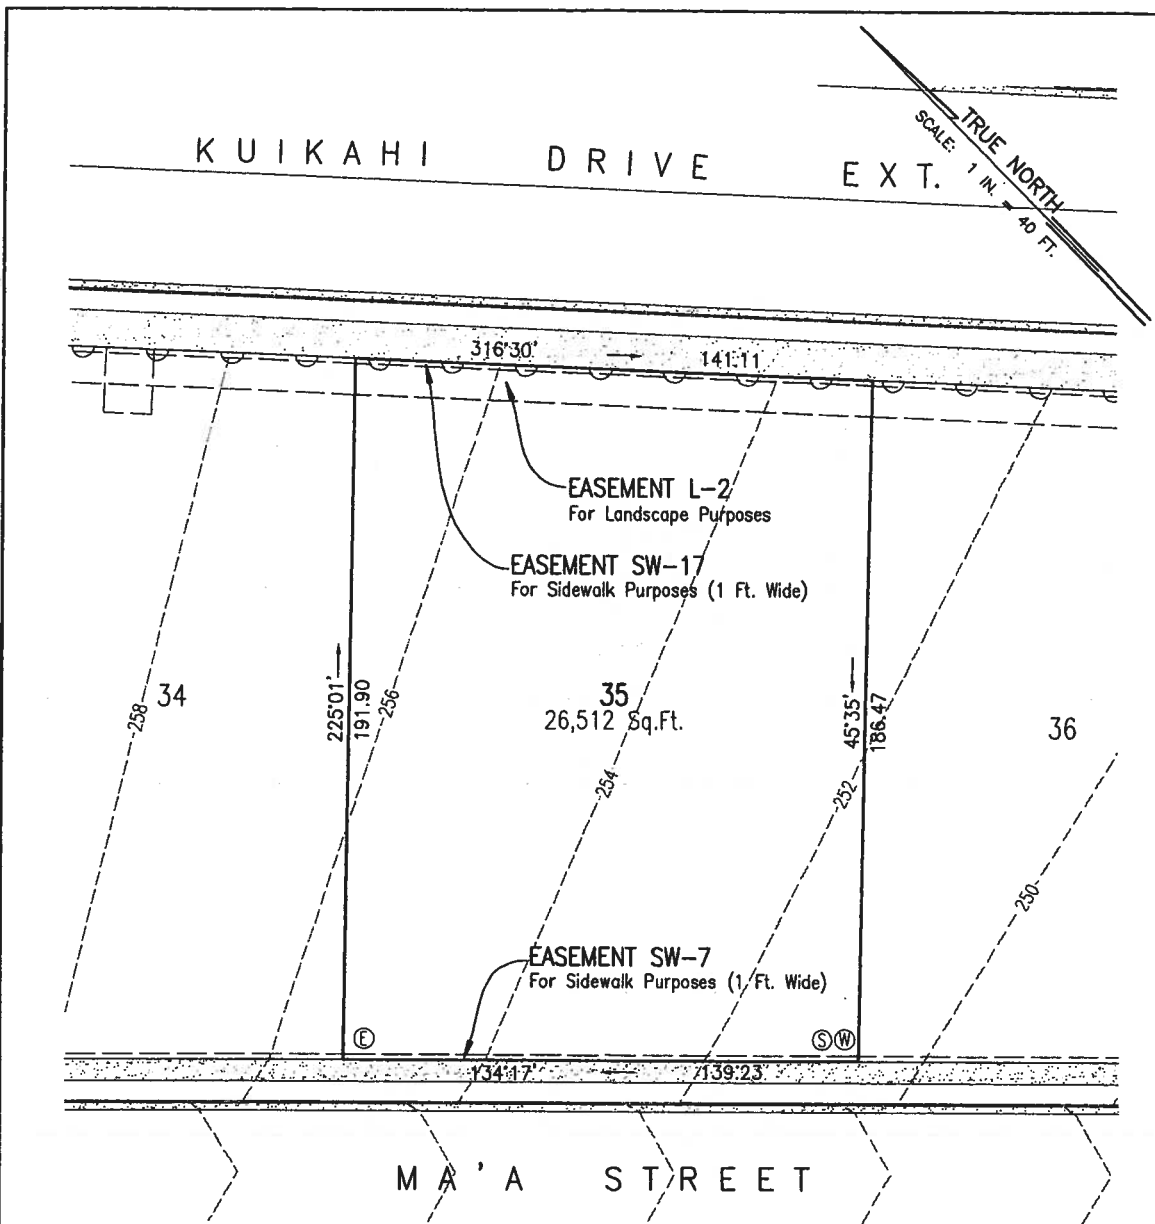 KUIKAHI DRIVE EXT.
TRUE NORTH
SCALE: 1 IN. = 40 FT.
316°30' 141.11
EASEMENT L-2
For Landscape Purposes
EASEMENT SW-17
For Sidewalk Purposes (1 Ft. Wide)
34
258
225°01'
191.90
256
35
26,512 Sq.Ft.
254
45°35'
186.47
252
36
250
EASEMENT SW-7
For Sidewalk Purposes (1 Ft. Wide)
E
S W
134°17' 139.23
MA'A STREET